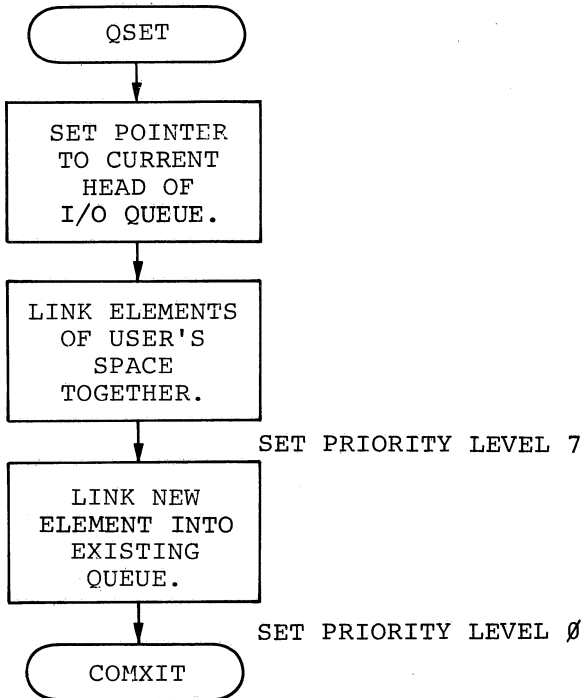 QSET
SET POINTER
TO CURRENT
HEAD OF
I/O QUEUE.
LINK ELEMENTS
OF USER'S
SPACE
TOGETHER.
SET PRIORITY LEVEL 7
LINK NEW
ELEMENT INTO
EXISTING
QUEUE.
SET PRIORITY LEVEL Ø
COMXIT